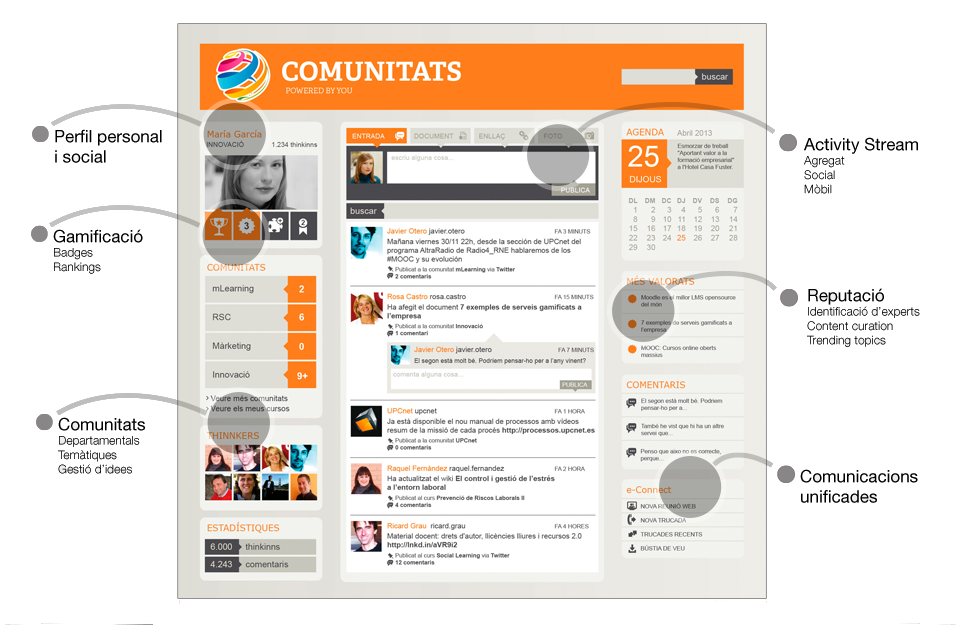 COMUNITATS
POWERED BY YOU
buscar
Perfil personal
i social
Gamificació
Badges
Rankings
Comunitats
Departamentals
Temàtiques
Gestió d'idees
María García
INNOVACIÓ
1.234 thinkinns
3
2
COMUNITATS
mLearning 2
RSC 6
Màrketing 0
Innovació 9+
› Veure més comunitats
› Veure els meus cursos
THINNKERS
ESTADÍSTIQUES
6.000 thinkinns
4.243 comentaris
ENTRADA
DOCUMENT
ENLLAÇ
FOTO
escriu alguna cosa...
PUBLICA
buscar
Javier Otero javier.otero FA 3 MINUTS
Mañana viernes 30/11 22h, desde la sección de UPCnet del
programa AltraRadio de Radio4_RNE hablaremos de los
#MOOC y su evolución
Publicat a la comunitat mLearning via Twitter
2 comentaris
Rosa Castro rosa.castro FA 15 MINUTS
Ha afegit el document 7 exemples de serveis gamificats a
l'empresa
Publicat a la comunitat Innovació
1 comentari
Javier Otero javier.otero FA 7 MINUTS
El segon està molt bé. Podríem pensar-ho per a l'any vinent?
comenta alguna cosa...
PUBLICA
UPCnet upcnet FA 1 HORA
Ja està disponible el nou manual de processos amb vídeos
resum de la missió de cada procés http://processos.upcnet.es
Publicat a la comunitat UPCnet
0 comentaris
Raquel Fernández raquel.fernandez FA 2 HORA
Ha actualitzat el wiki El control i gestió de l'estrés
a l'entorn laboral
Publicat al curs Prevención de Riscos Laborals II
4 comentaris
Ricard Grau ricard.grau FA 4 HORES
Material docent: drets d'autor, llicències lliures i recursos 2.0
http://lnkd.in/aVR9i2
Publicat al curs Social Learning via Twitter
12 comentaris
AGENDA Abril 2013
25
DIJOUS
Esmorzar de treball
"Aportant valor a la
formació empresarial"
a l'Hotel Casa Fuster.
DL DM DC DJ DV DS DG
1 2 3 4 5 6 7
8 9 10 11 12 13 14
15 16 17 18 19 20 21
22 23 24 25 26 27 28
29 30
MÉS VALORATS
Moodle es el millor LMS opensource
del món
7 exemples de serveis gamificats a
l'empresa
MOOC: Cursos online oberts
massius
COMENTARIS
El segon està molt bé. Podríem
pensar-ho per a...
També he vist que hi ha un altre
servei que...
Penso que això no és correcte,
perque...
e-Connect
NOVA REUNIÓ WEB
NOVA TRUCADA
TRUCADES RECENTS
BÚSTIA DE VEU
Activity Stream
Agregat
Social
Mòbil
Reputació
Identificació d'experts
Content curation
Trending topics
Comunicacions
unificades